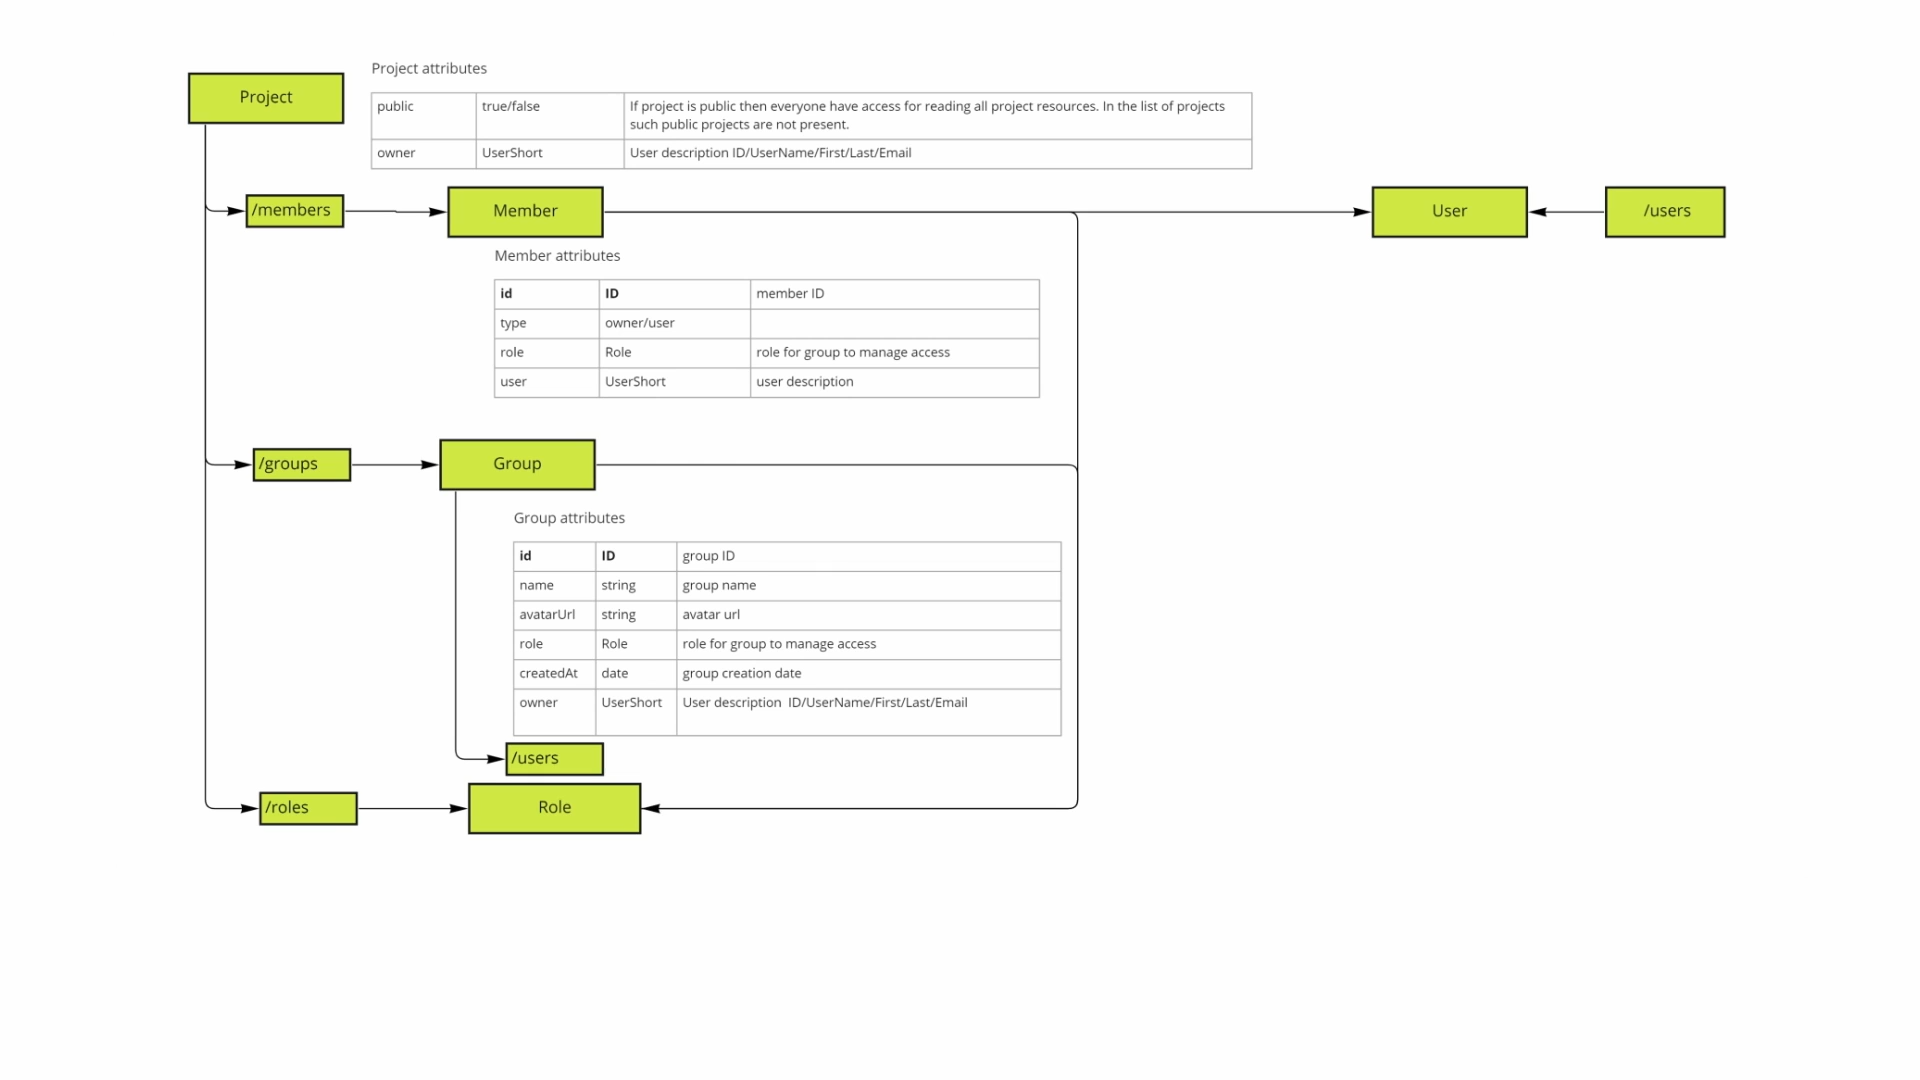 Project attributes
Project
public true/false If project is public then everyone have access for reading all project resources. In the list of projects
such public projects are not present.
owner UserShort User description ID/UserName/First/Last/Email
/members Member User /users
Member attributes
id ID member ID
type owner/user
role Role role for group to manage access
user UserShort user description
/groups Group
Group attributes
id ID group ID
name string group name
avatarUrl string avatar url
role Role role for group to manage access
createdAt date group creation date
owner UserShort User description ID/UserName/First/Last/Email
/users
/roles Role